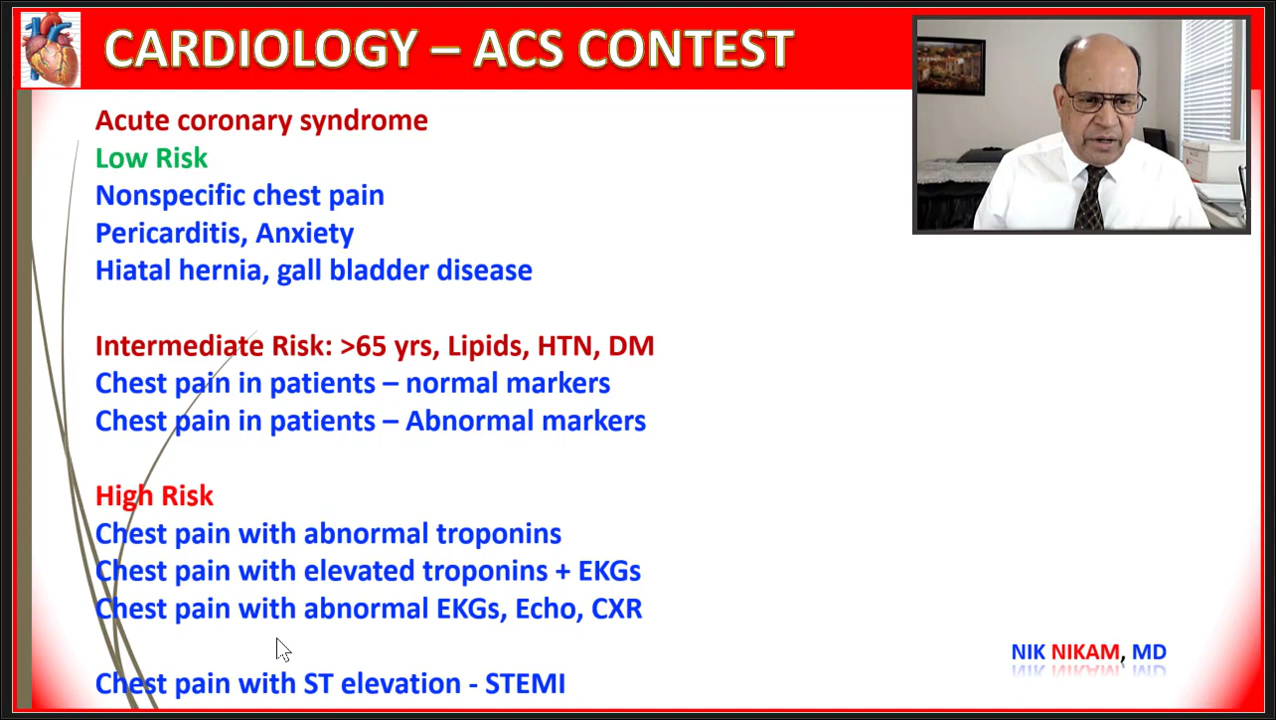 CARDIOLOGY – ACS CONTEST
Acute coronary syndrome
Low Risk
Nonspecific chest pain
Pericarditis, Anxiety
Hiatal hernia, gall bladder disease
Intermediate Risk: >65 yrs, Lipids, HTN, DM
Chest pain in patients – normal markers
Chest pain in patients – Abnormal markers
High Risk
Chest pain with abnormal troponins
Chest pain with elevated troponins + EKGs
Chest pain with abnormal EKGs, Echo, CXR
Chest pain with ST elevation - STEMI
NIK NIKAM, MD